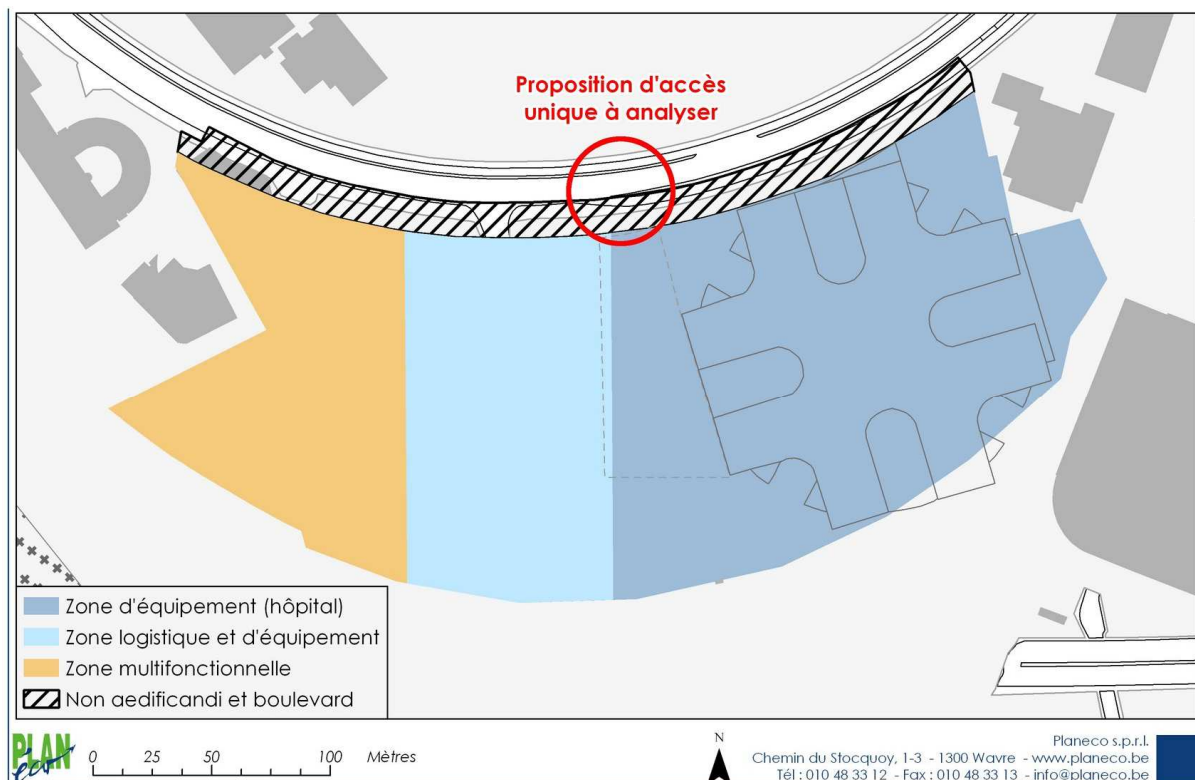 Proposition d'accès
unique à analyser
Zone d'équipement (hôpital)
Zone logistique et d'équipement
Zone multifonctionnelle
Non aedificandi et boulevard
PLAN
éco
0 25 50 100 Mètres
N
Planeco s.p.r.l.
Chemin du Stocquoy, 1-3 - 1300 Wavre - www.planeco.be
Tél : 010 48 33 12 - Fax : 010 48 33 13 - info@planeco.be